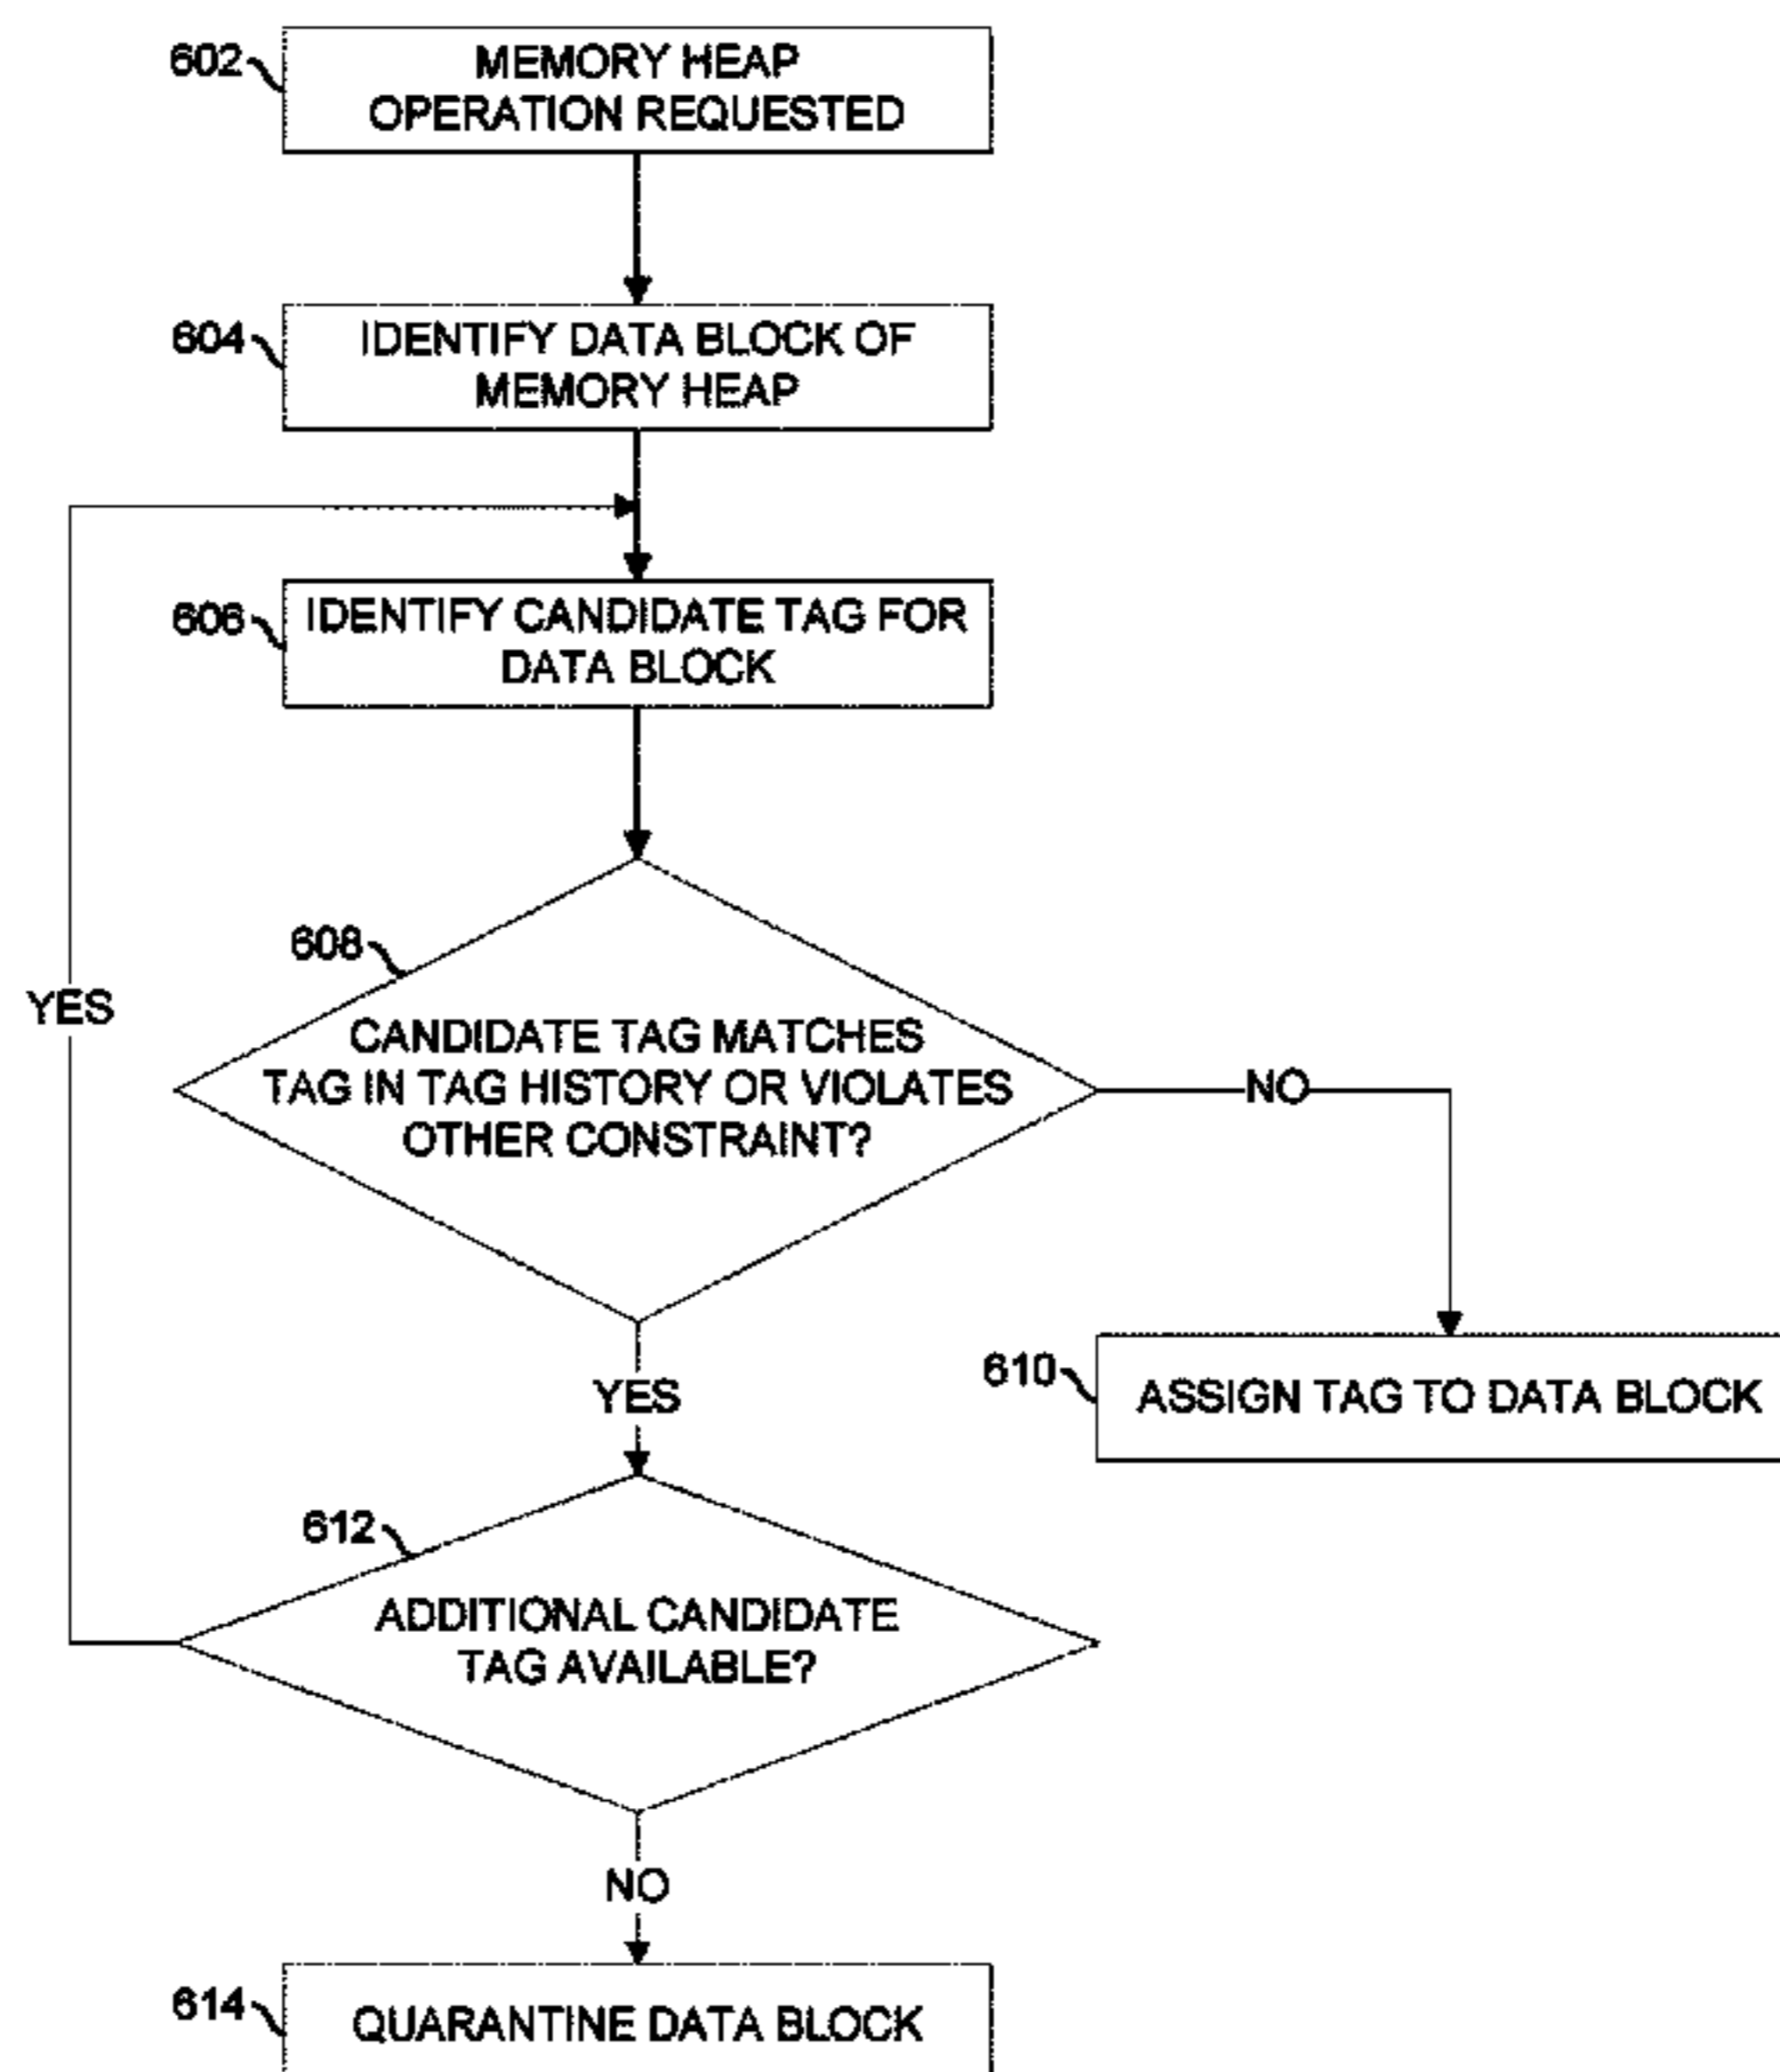 602
MEMORY HEAP
OPERATION REQUESTED
604
IDENTIFY DATA BLOCK OF
MEMORY HEAP
606
IDENTIFY CANDIDATE TAG FOR
DATA BLOCK
608
YES
CANDIDATE TAG MATCHES
TAG IN TAG HISTORY OR VIOLATES
OTHER CONSTRAINT?
NO
610
ASSIGN TAG TO DATA BLOCK
YES
612
ADDITIONAL CANDIDATE
TAG AVAILABLE?
NO
614
QUARANTINE DATA BLOCK